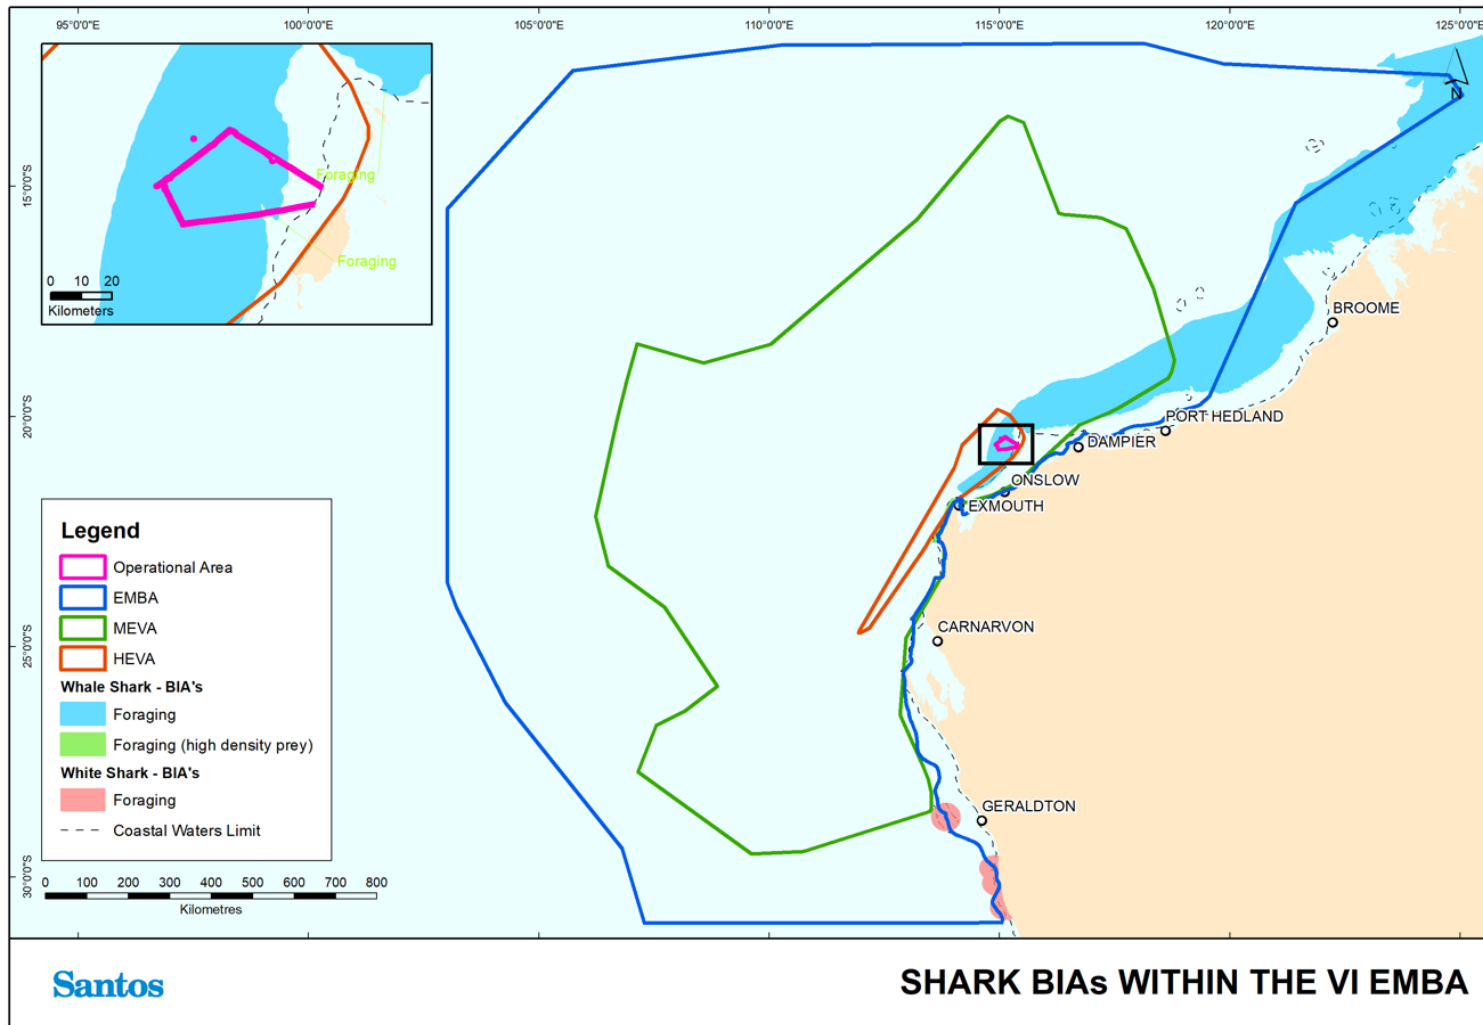 95°0'0"E
100°0'0"E
105°0'0"E
110°0'0"E
115°0'0"E
120°0'0"E
125°0'0"E
N
Foraging
Foraging
0 10 20
Kilometers
15°0'0"S
20°0'0"S
25°0'0"S
30°0'0"S
BROOME
PORT HEDLAND
DAMPIER
ONSLOW
EXMOUTH
CARNARVON
GERALDTON
Legend
Operational Area
EMBA
MEVA
HEVA
Whale Shark - BIA's
Foraging
Foraging (high density prey)
White Shark - BIA's
Foraging
Coastal Waters Limit
0 100 200 300 400 500 600 700 800
Kilometres
Santos
SHARK BIAs WITHIN THE VI EMBA